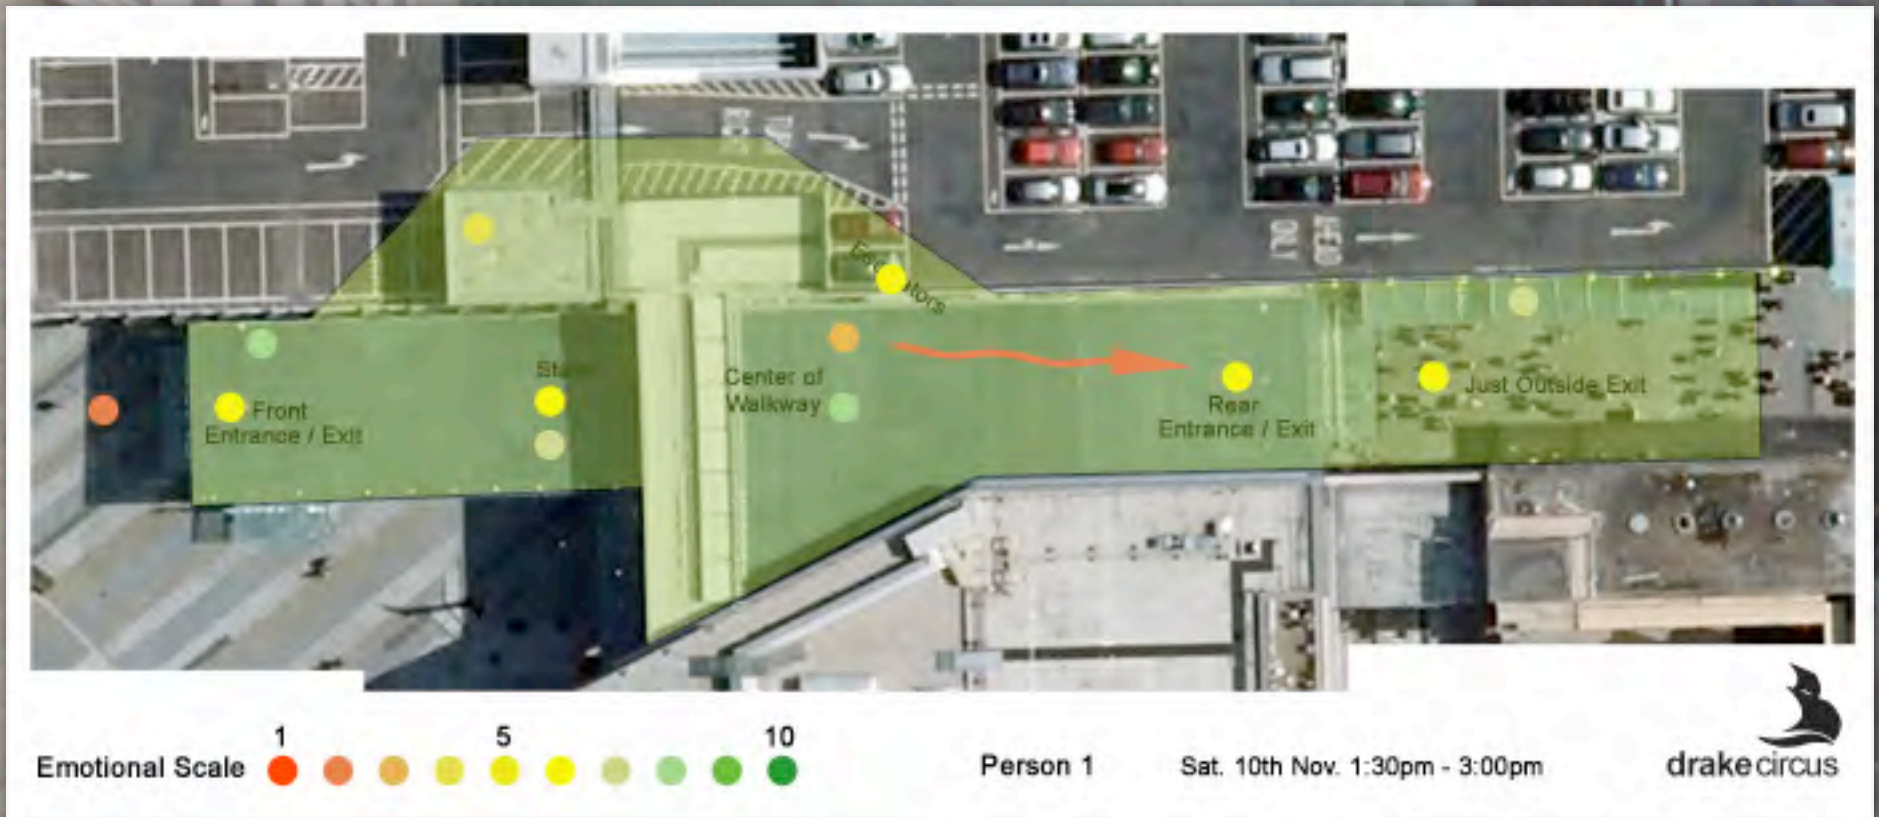 Front
Entrance / Exit
Center of
Walkway
Rear
Entrance / Exit
Just Outside Exit
1
5
10
Emotional Scale
Person 1
Sat. 10th Nov. 1:30pm - 3:00pm
drakecircus